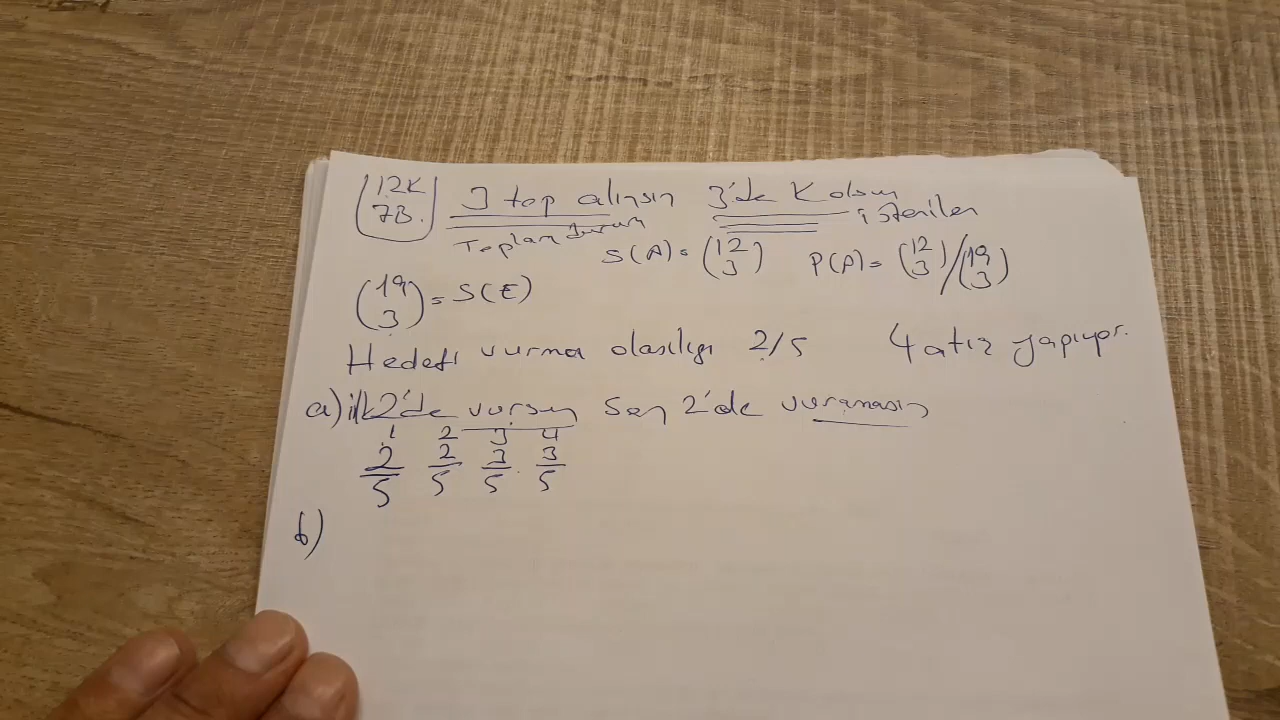 12K 3 top alınsın 3'de K olsun
7B. Toplam durum istenilen
S(A) = (12 3) P(A) = (12 3)/(19 3)
(19 3) = S(E)
Hedefi vurma olasılığı 2/5 4 atış yapıyor.
a) ilk 2'de vursun son 2'de vuramasın
1 2 3 4
2/5 2/5 3/5 . 3/5
b)